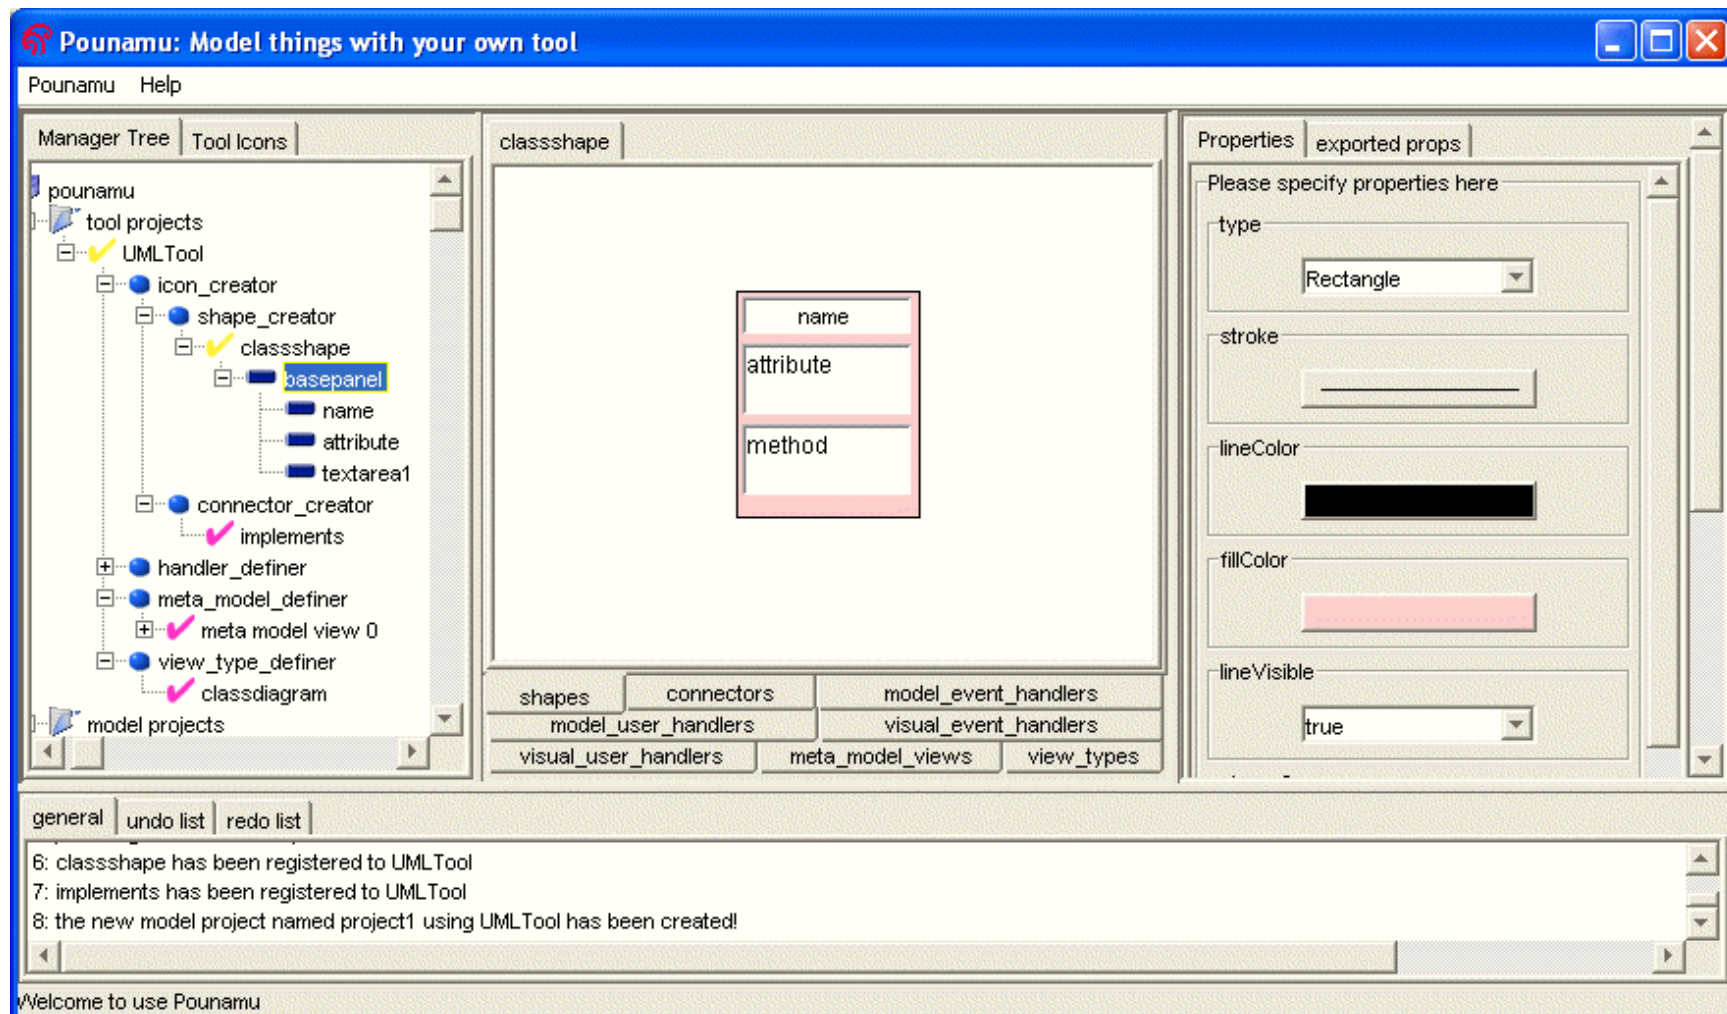 Pounamu: Model things with your own tool
Pounamu Help
Manager Tree Tool Icons
pounamu
tool projects
UMLTool
icon_creator
shape_creator
classshape
basepanel
name
attribute
textarea1
connector_creator
implements
handler_definer
meta_model_definer
meta model view 0
view_type_definer
classdiagram
model projects
classshape
name
attribute
method
shapes connectors model_event_handlers
model_user_handlers visual_event_handlers
visual_user_handlers meta_model_views view_types
Properties exported props
Please specify properties here
type
Rectangle
stroke
lineColor
fillColor
lineVisible
true
general undo list redo list
6: classshape has been registered to UMLTool
7: implements has been registered to UMLTool
8: the new model project named project1 using UMLTool has been created!
Welcome to use Pounamu